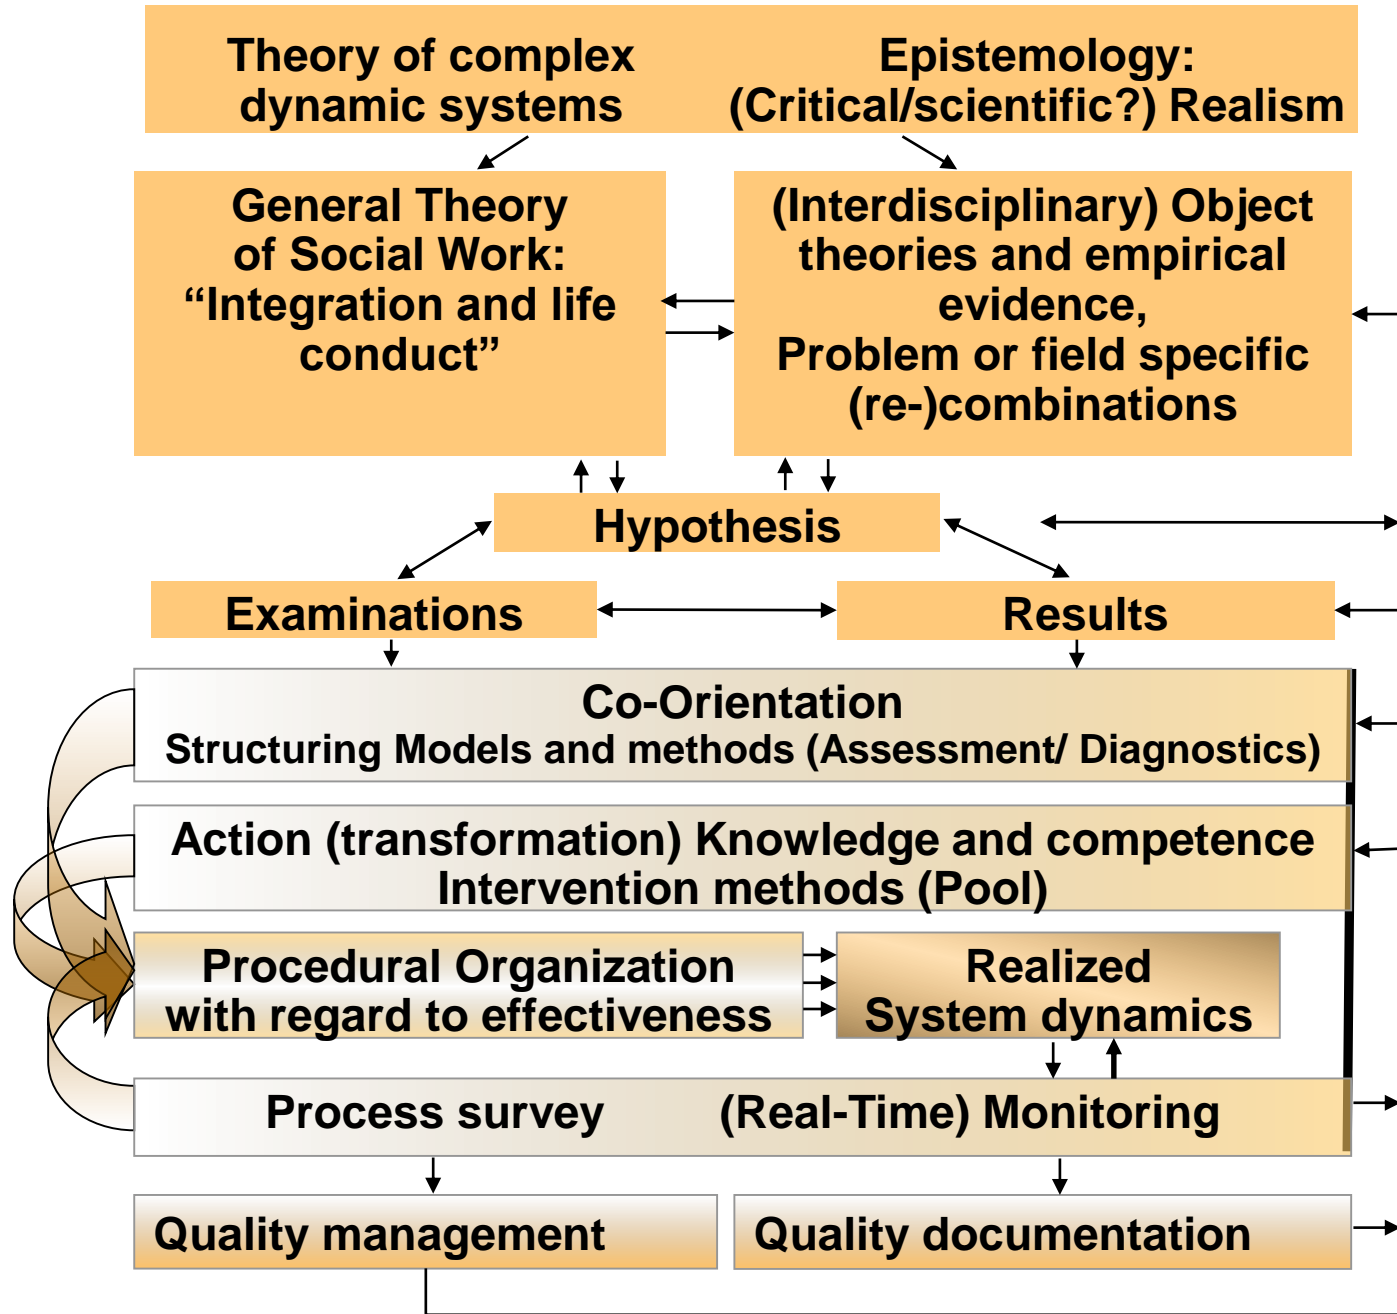 Theory of complex
dynamic systems
Epistemology:
(Critical/scientific?) Realism
General Theory
of Social Work:
“Integration and life
conduct”
(Interdisciplinary) Object
theories and empirical
evidence,
Problem or field specific
(re-)combinations
Hypothesis
Examinations
Results
Co-Orientation
Structuring Models and methods (Assessment/ Diagnostics)
Action (transformation) Knowledge and competence
Intervention methods (Pool)
Procedural Organization
with regard to effectiveness
Realized
System dynamics
Process survey (Real-Time) Monitoring
Quality management
Quality documentation